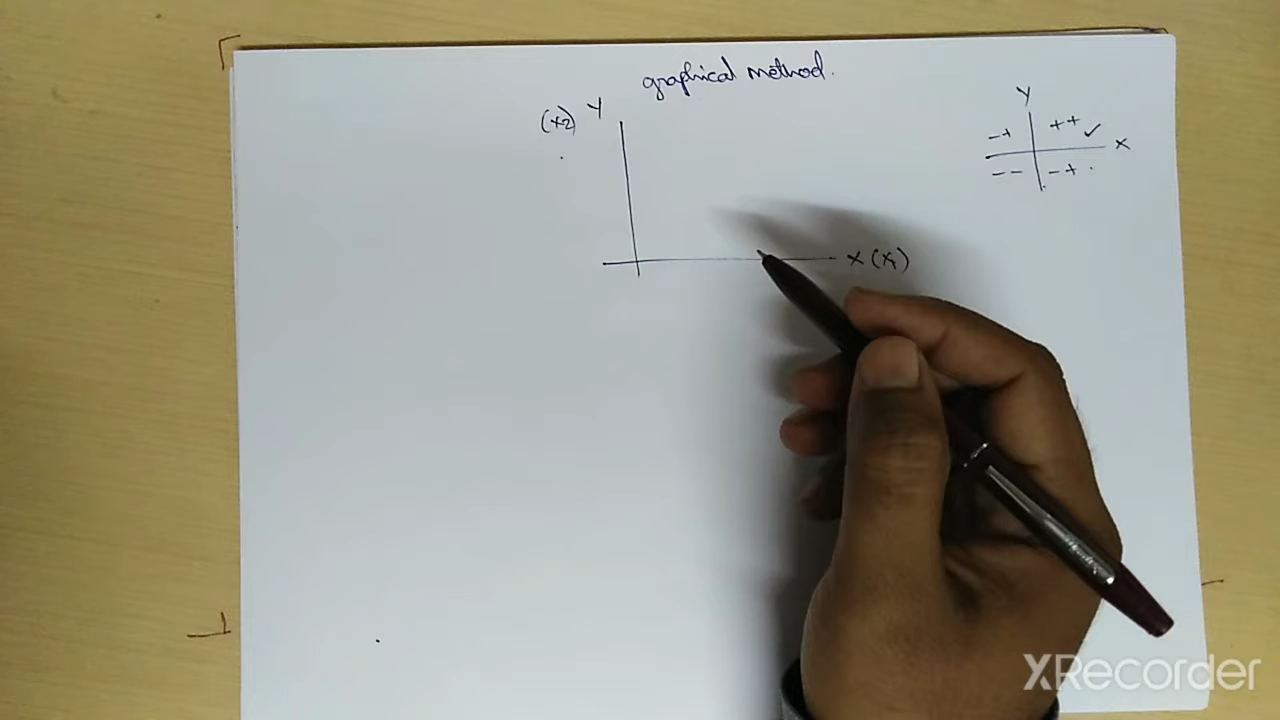 graphical method.
(x2) Y
X (x1)
Y
-+ ++ ✓
X
-- -+
XRecorder